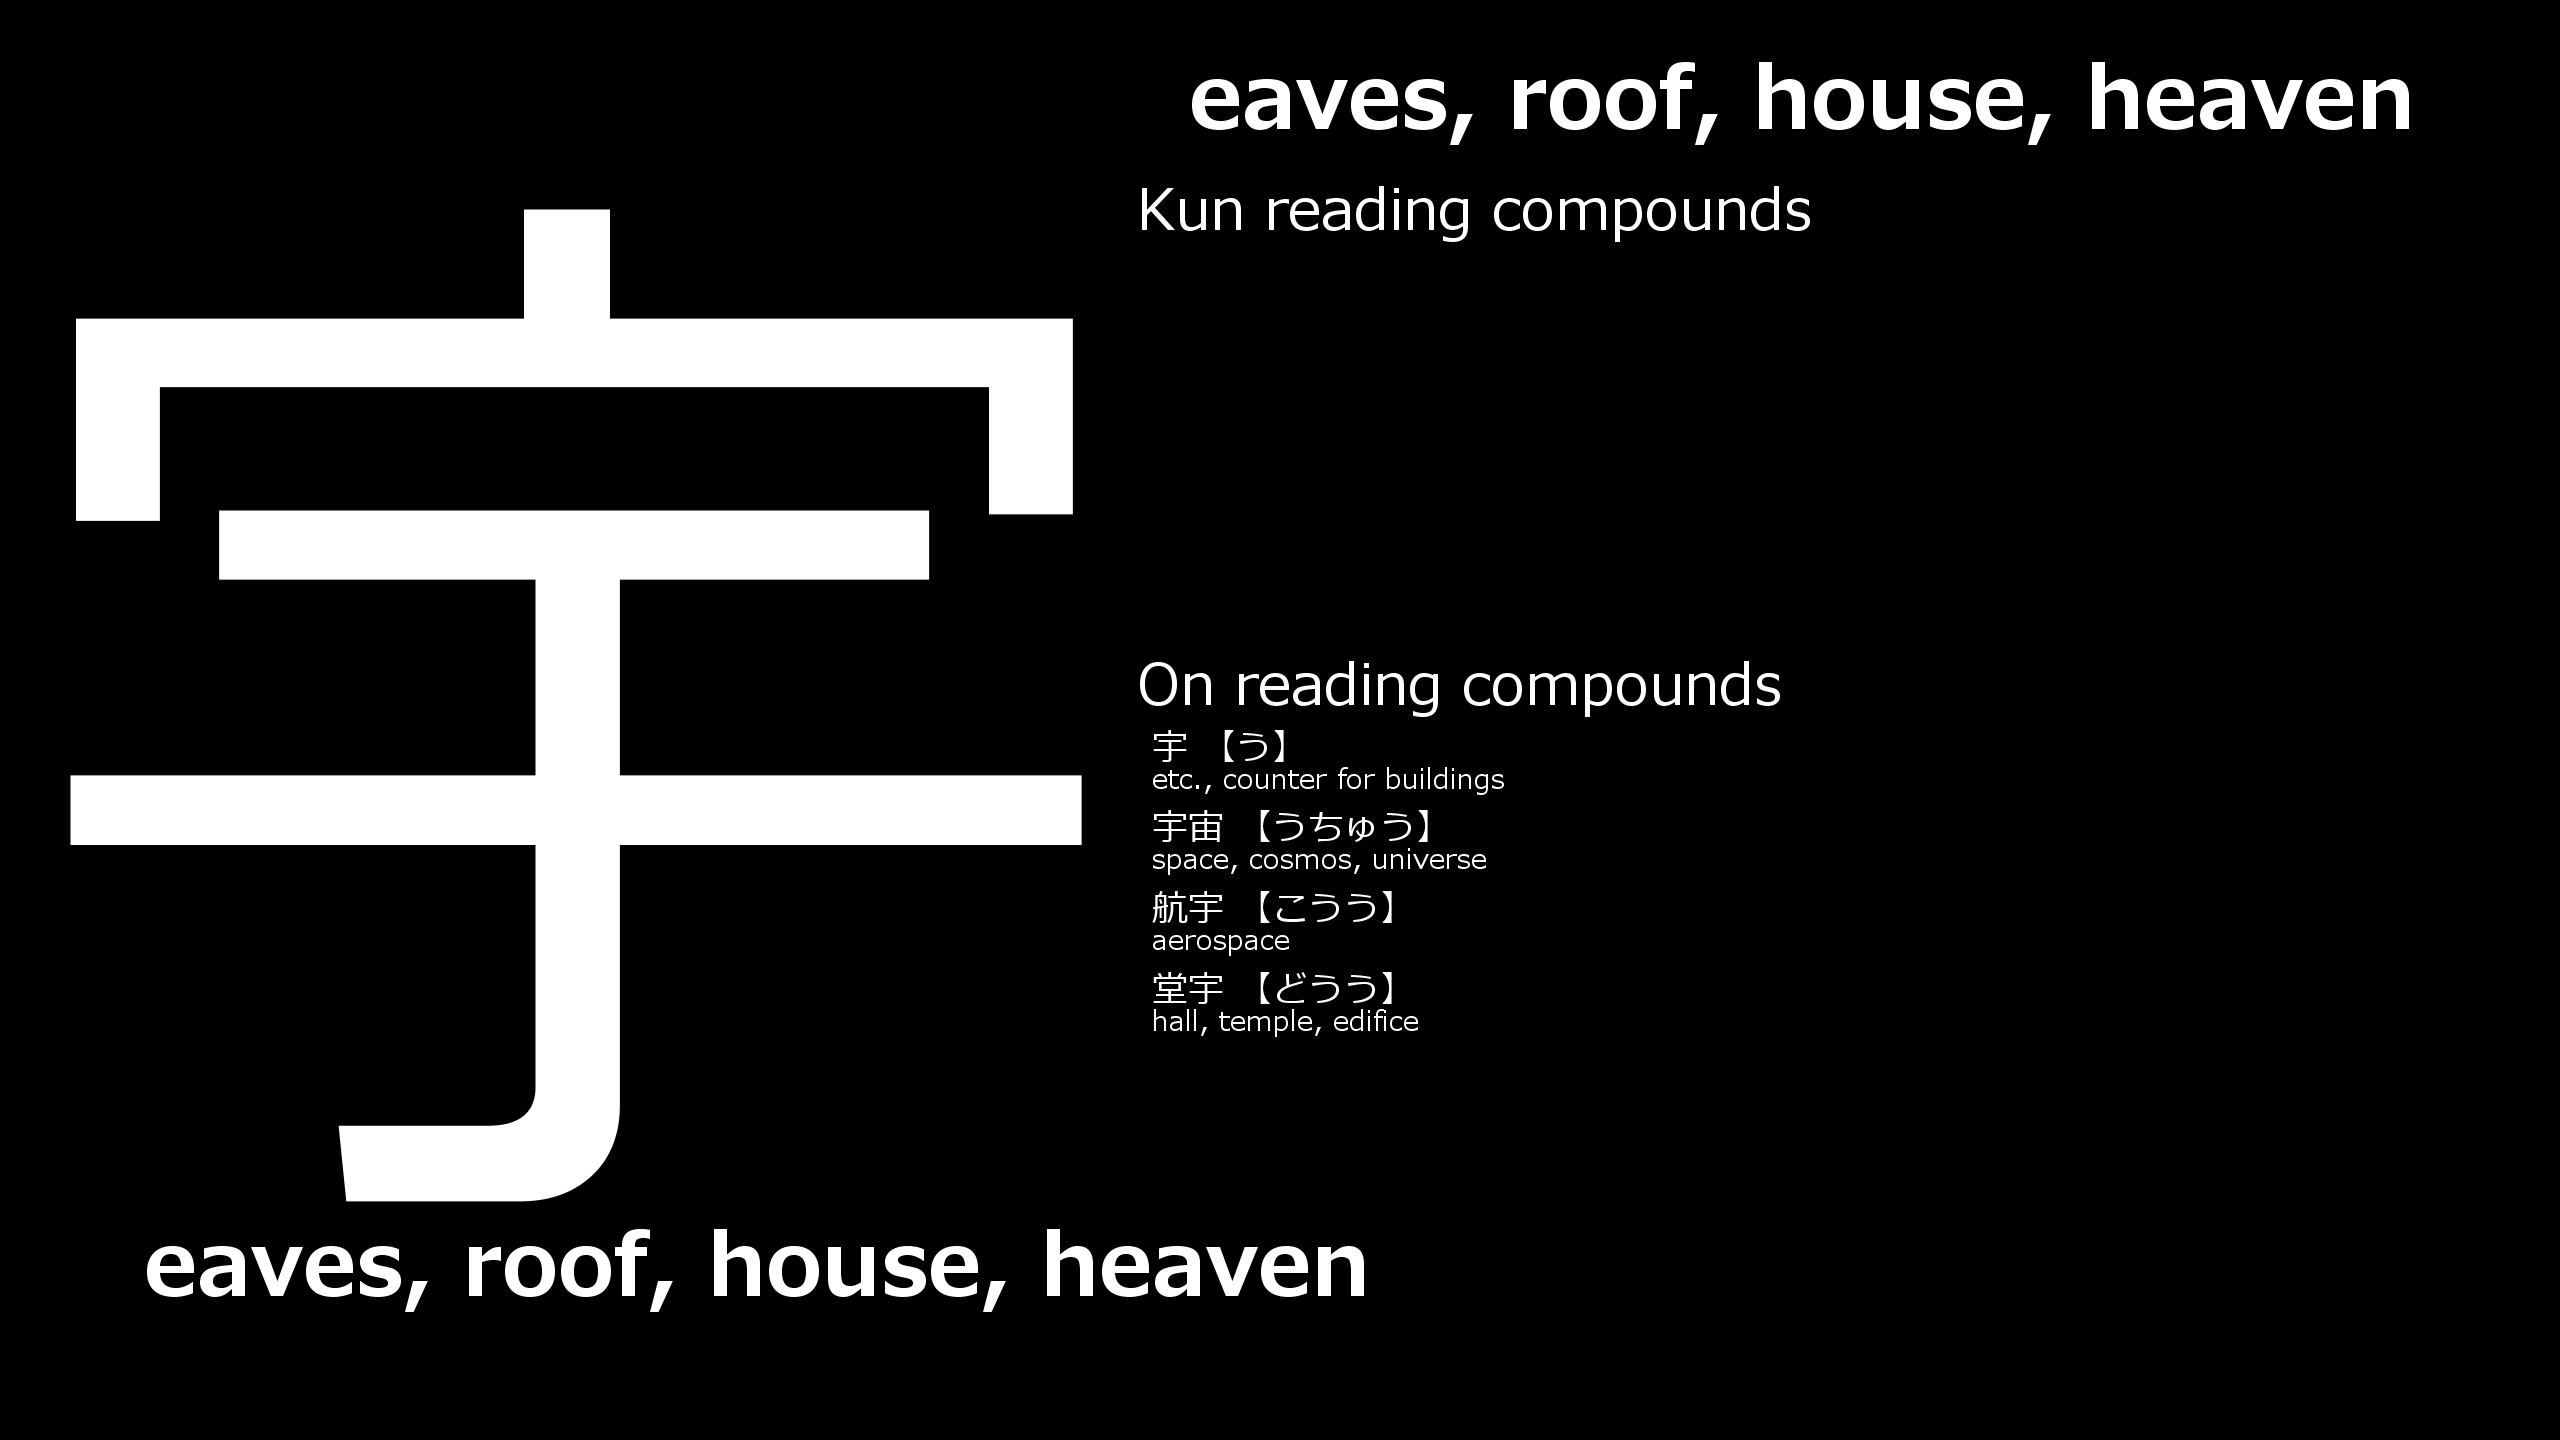 宇
eaves, roof, house, heaven
eaves, roof, house, heaven
Kun reading compounds
On reading compounds
宇 【う】
etc., counter for buildings
宇宙 【うちゅう】
space, cosmos, universe
航宇 【こうう】
aerospace
堂宇 【どうう】
hall, temple, edifice